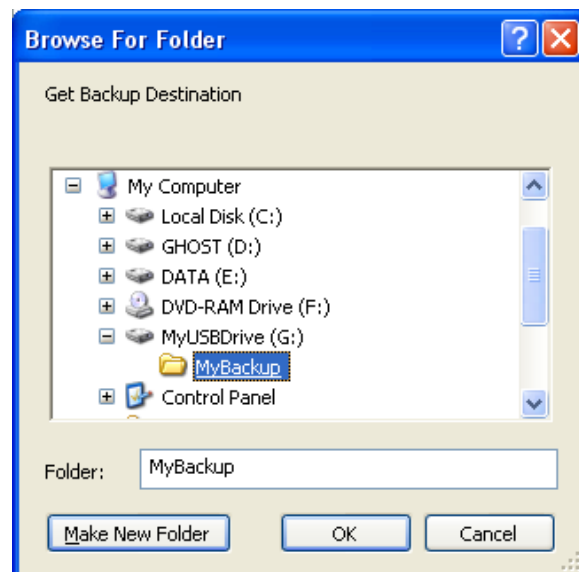 Browse For Folder
Get Backup Destination
My Computer
Local Disk (C:)
GHOST (D:)
DATA (E:)
DVD-RAM Drive (F:)
MyUSBDrive (G:)
MyBackup
Control Panel
Folder: MyBackup
Make New Folder OK Cancel